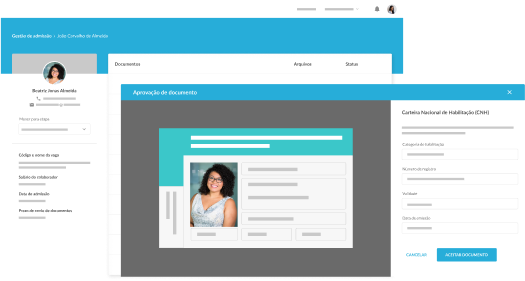 Gestão de admissão > João Carvalho de Almeida
Beatriz Jonas Almeida
Mover para etapa
Código e nome da vaga
Salário do colaborador
Data de admissão
Prazo de envio de documentos
Documentos Arquivos Status
Aprovação de documento
Carteira Nacional de Habilitação (CNH)
Categoria de habilitação
Número de registro
Validade
Data de emissão
CANCELAR ACEITAR DOCUMENTO